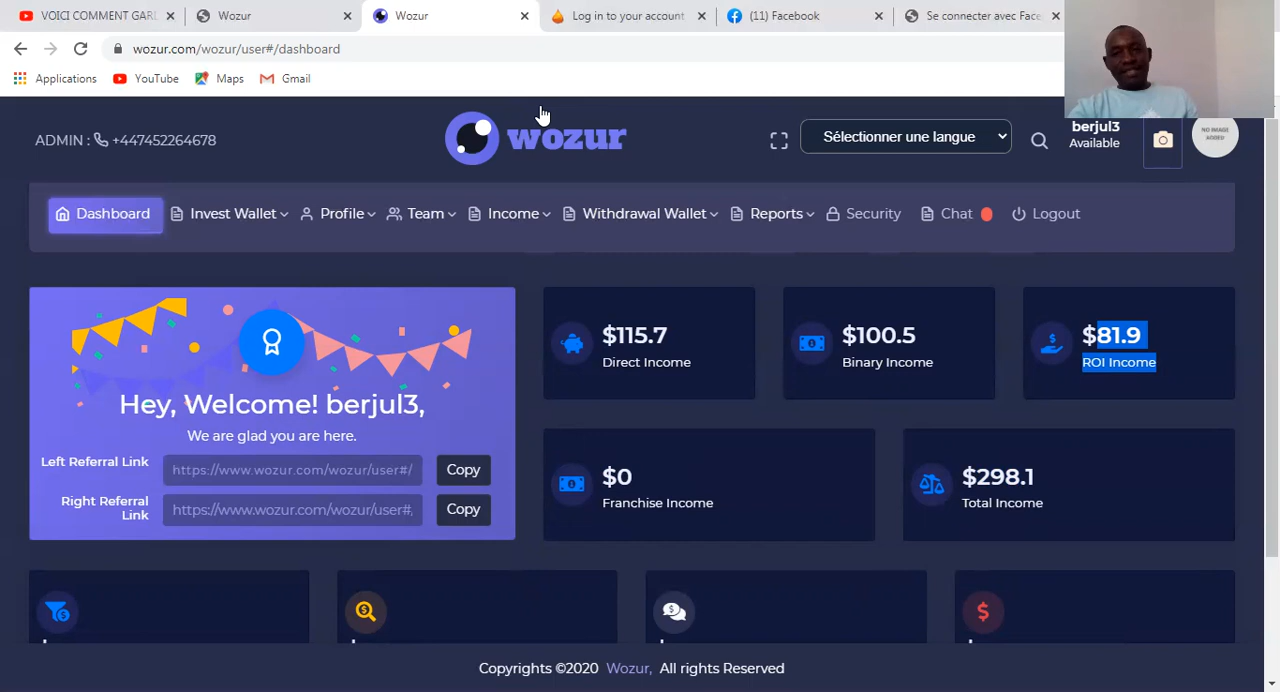 VOICI COMMENT GARI
Wozur
Wozur
Log in to your account
(11) Facebook
Se connecter avec Face
wozur.com/wozur/user#/dashboard
Applications
YouTube
Maps
Gmail
ADMIN : +447452264678
wozur
Sélectionner une langue
berjul3
Available
NO IMAGE
ADDED
Dashboard
Invest Wallet
Profile
Team
Income
Withdrawal Wallet
Reports
Security
Chat
Logout
Hey, Welcome! berjul3,
We are glad you are here.
Left Referral Link
https://www.wozur.com/wozur/user#/
Copy
Right Referral
Link
https://www.wozur.com/wozur/user#,
Copy
$115.7
Direct Income
$100.5
Binary Income
$81.9
ROI Income
$0
Franchise Income
$298.1
Total Income
Copyrights ©2020 Wozur, All rights Reserved